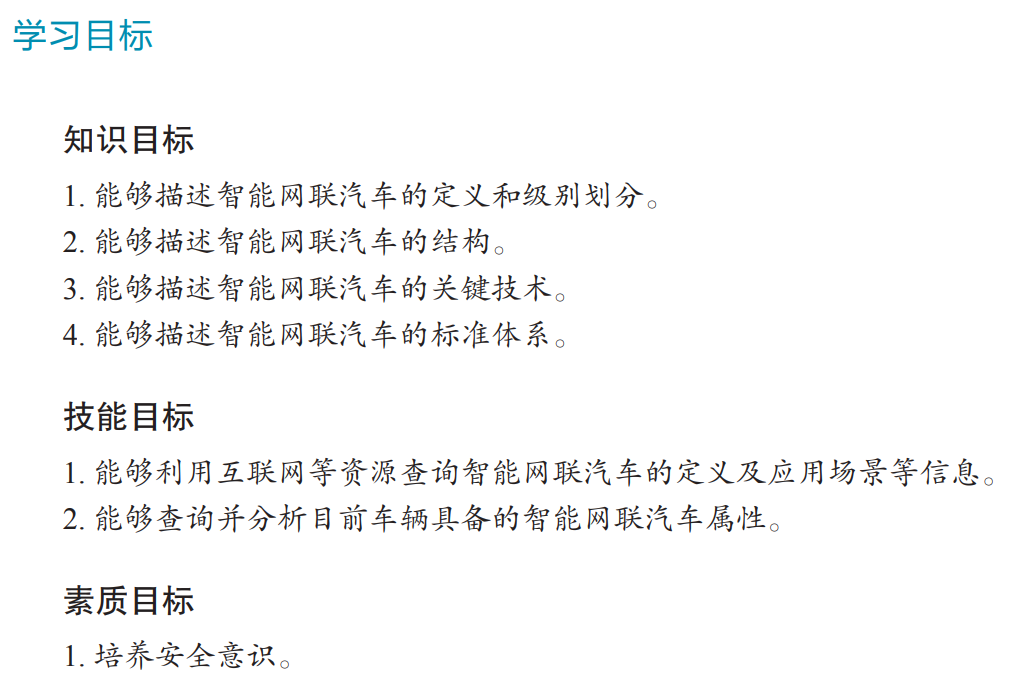 学习目标
知识目标
1. 能够描述智能网联汽车的定义和级别划分。
2. 能够描述智能网联汽车的结构。
3. 能够描述智能网联汽车的关键技术。
4. 能够描述智能网联汽车的标准体系。
技能目标
1. 能够利用互联网等资源查询智能网联汽车的定义及应用场景等信息。
2. 能够查询并分析目前车辆具备的智能网联汽车属性。
素质目标
1. 培养安全意识。